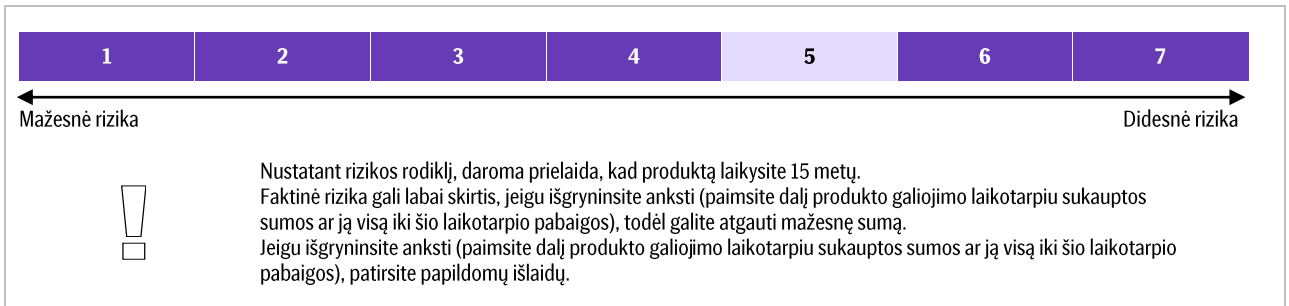 1 2 3 4 5 6 7
Mažesnė rizika Didesnė rizika
Nustatant rizikos rodiklį, daroma prielaida, kad produktą laikysite 15 metų.
Faktinė rizika gali labai skirtis, jeigu išgryninsite anksti (paimsite dalį produkto galiojimo laikotarpiu sukauptos
sumos ar ją visą iki šio laikotarpio pabaigos), todėl galite atgauti mažesnę sumą.
Jeigu išgryninsite anksti (paimsite dalį produkto galiojimo laikotarpiu sukauptos sumos ar ją visą iki šio laikotarpio
pabaigos), patirsite papildomų išlaidų.